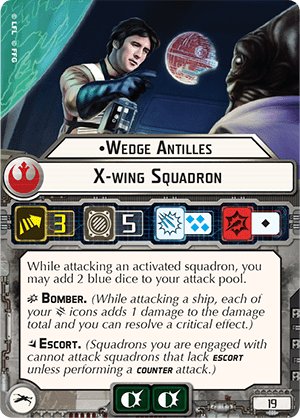 © LFL © FFG
•Wedge Antilles
X-wing Squadron
3
5
While attacking an activated squadron, you
may add 2 blue dice to your attack pool.
Bomber. (While attacking a ship, each of
your icons adds 1 damage to the damage
total and you can resolve a critical effect.)
Escort. (Squadrons you are engaged with
cannot attack squadrons that lack ESCORT
unless performing a COUNTER attack.)
19